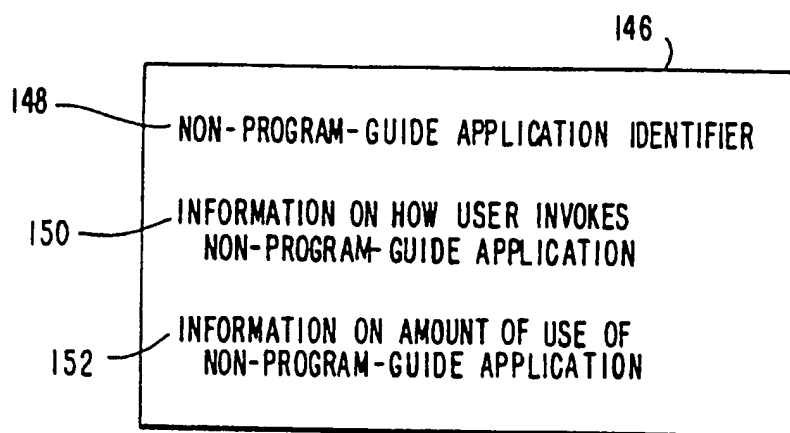 146
148
NON-PROGRAM-GUIDE APPLICATION IDENTIFIER
150
INFORMATION ON HOW USER INVOKES
NON-PROGRAM-GUIDE APPLICATION
152
INFORMATION ON AMOUNT OF USE OF
NON-PROGRAM-GUIDE APPLICATION